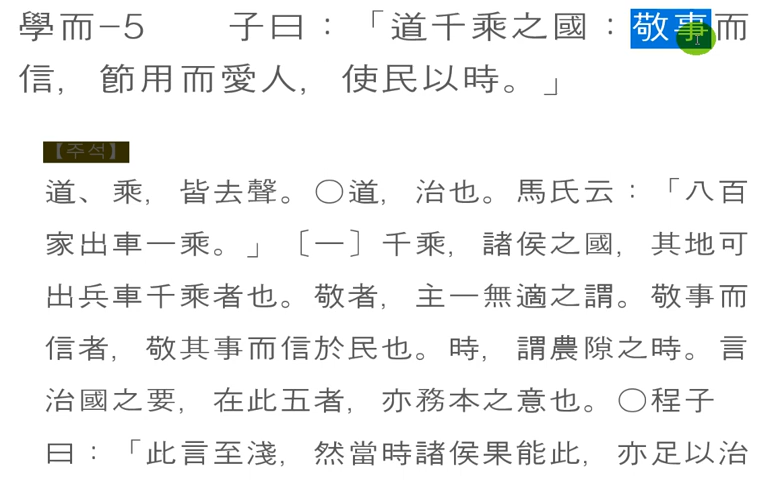 學而-5 子曰：「道千乘之國：敬事而
信, 節用而愛人, 使民以時。」
【주석】
道、乘, 皆去聲。○道, 治也。馬氏云：「八百
家出車一乘。」〔一〕千乘, 諸侯之國, 其地可
出兵車千乘者也。敬者, 主一無適之謂。敬事而
信者, 敬其事而信於民也。時, 謂農隙之時。言
治國之要, 在此五者, 亦務本之意也。○程子
曰：「此言至淺, 然當時諸侯果能此, 亦足以治